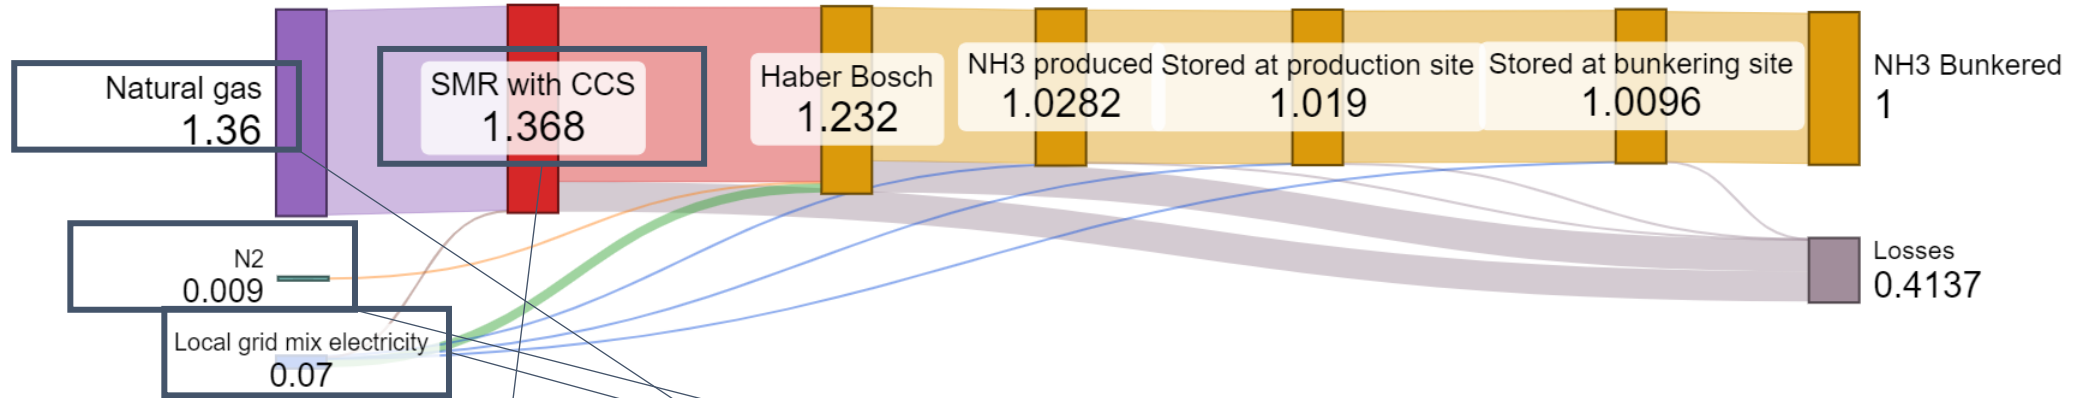 Natural gas
1.36
SMR with CCS
1.368
Haber Bosch
1.232
NH3 produced
1.0282
Stored at production site
1.019
Stored at bunkering site
1.0096
NH3 Bunkered
1
N2
0.009
Losses
0.4137
Local grid mix electricity
0.07